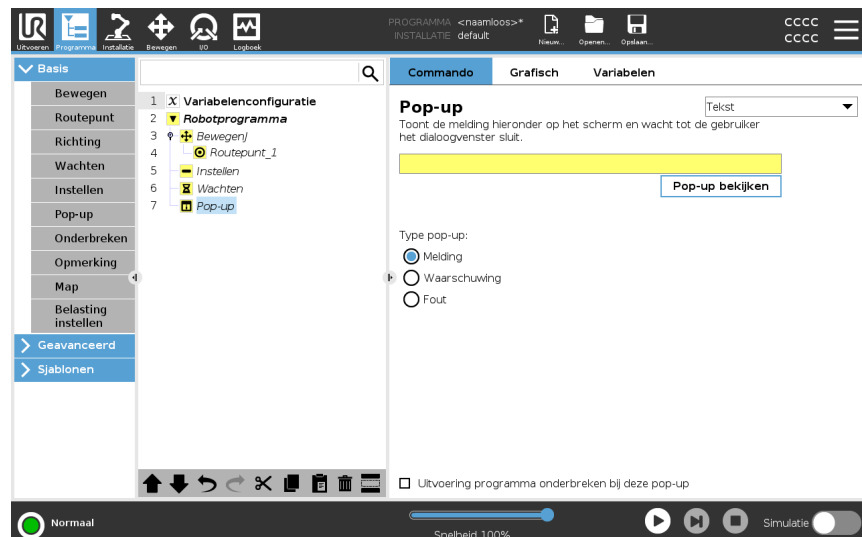 UR
Uitvoeren Programma Installatie Bewegen I/O Logboek
PROGRAMMA <naamloos>*
INSTALLATIE default
Nieuw... Openen... Opslaan...
cccc
cccc
Basis
Bewegen
Routepunt
Richting
Wachten
Instellen
Pop-up
Onderbreken
Opmerking
Map
Belasting
instellen
Geavanceerd
Sjablonen
1 X Variabelenconfiguratie
2 Robotprogramma
3 BewegenJ
4 Routepunt_1
5 Instellen
6 Wachten
7 Pop-up
Commando Grafisch Variabelen
Pop-up
Tekst
Toont de melding hieronder op het scherm en wacht tot de gebruiker
het dialoogvenster sluit.
Pop-up bekijken
Type pop-up:
Melding
Waarschuwing
Fout
Uitvoering programma onderbreken bij deze pop-up
Normaal
Snelheid 100%
Simulatie